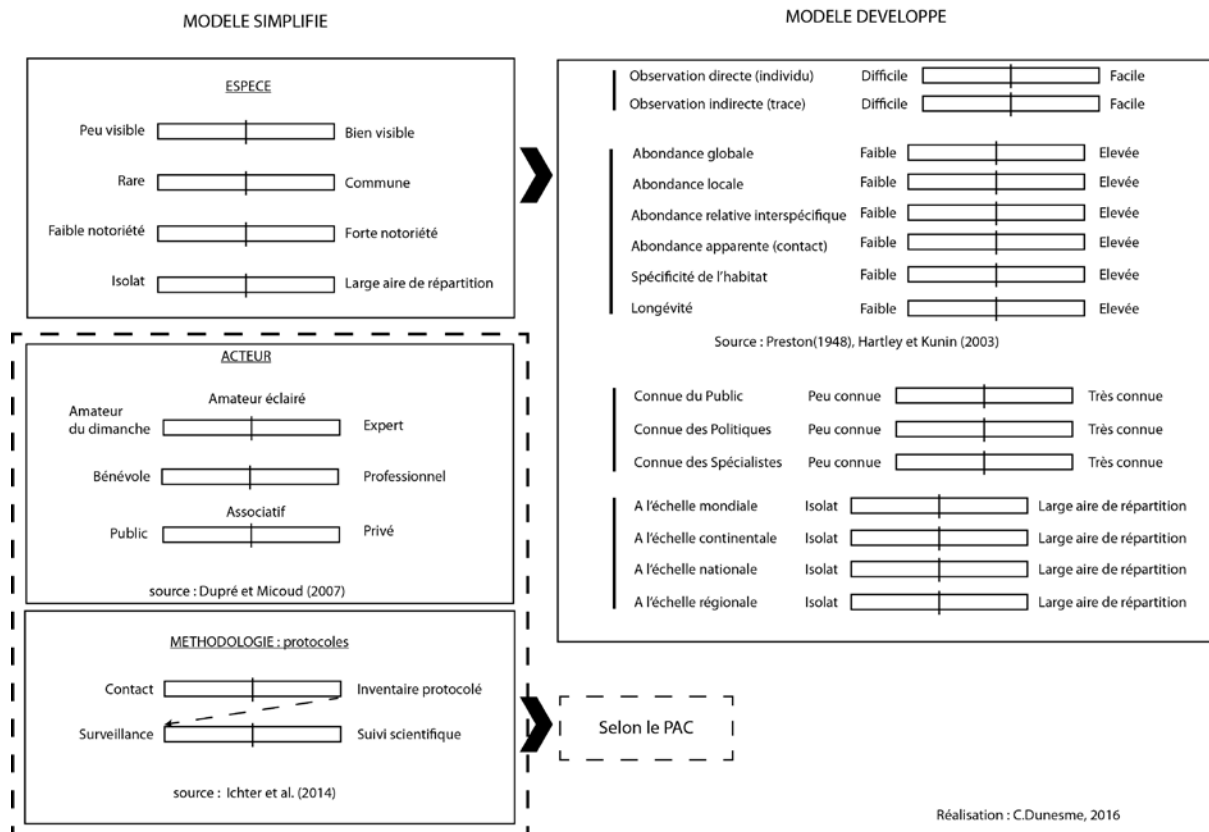 MODELE SIMPLIFIE
ESPECE
Peu visible Bien visible
Rare Commune
Faible notoriété Forte notoriété
Isolat Large aire de répartition
ACTEUR
Amateur éclairé
Amateur
du dimanche Expert
Bénévole Professionnel
Associatif
Public Privé
source : Dupré et Micoud (2007)
METHODOLOGIE : protocoles
Contact Inventaire protocolé
Surveillance Suivi scientifique
source : Ichter et al. (2014)
MODELE DEVELOPPE
Observation directe (individu) Difficile Facile
Observation indirecte (trace) Difficile Facile
Abondance globale Faible Elevée
Abondance locale Faible Elevée
Abondance relative interspécifique Faible Elevée
Abondance apparente (contact) Faible Elevée
Spécificité de l'habitat Faible Elevée
Longévité Faible Elevée
Source : Preston(1948), Hartley et Kunin (2003)
Connue du Public Peu connue Très connue
Connue des Politiques Peu connue Très connue
Connue des Spécialistes Peu connue Très connue
A l'échelle mondiale Isolat Large aire de répartition
A l'échelle continentale Isolat Large aire de répartition
A l'échelle nationale Isolat Large aire de répartition
A l'échelle régionale Isolat Large aire de répartition
Selon le PAC
Réalisation : C.Dunesme, 2016